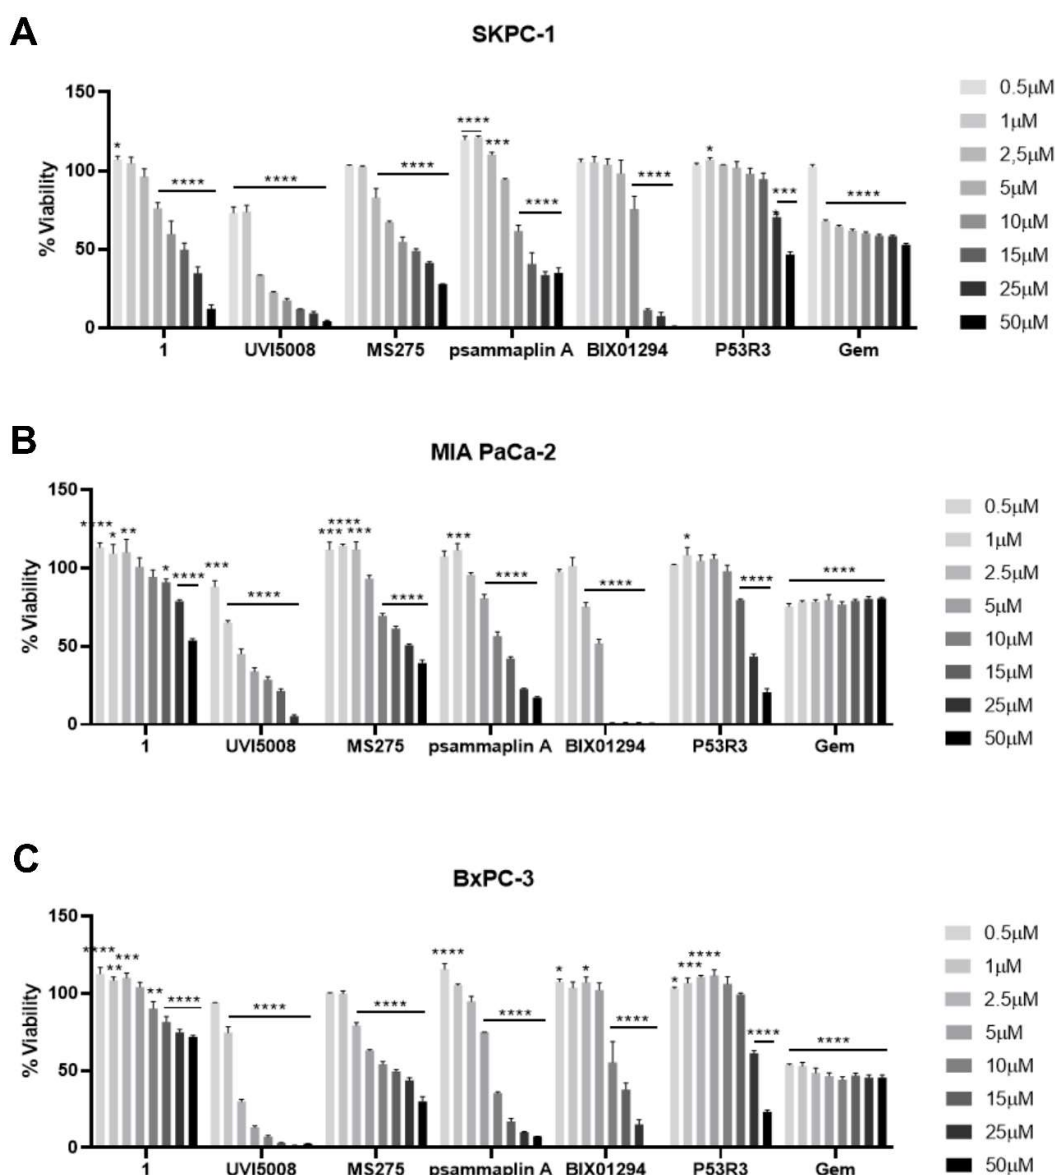 A
SKPC-1
150
100
50
0
% Viability
* **** **** **** **** *** **** **** * *** * ****
1 UVI5008 MS275 psammaplin A BIX01294 P53R3 Gem
0.5μM
1μM
2,5μM
5μM
10μM
15μM
25μM
50μM
B
MIA PaCa-2
150
100
50
0
% Viability
**** * ** * **** *** **** *** **** *** **** *** **** **** * **** ****
1 UVI5008 MS275 psammaplin A BIX01294 P53R3 Gem
0.5μM
1μM
2.5μM
5μM
10μM
15μM
25μM
50μM
C
BxPC-3
150
100
50
0
% Viability
**** ** *** ** **** **** **** **** **** * * **** * *** **** **** ****
1 UVI5008 MS275 psammaplin A BIX01294 P53R3 Gem
0.5μM
1μM
2.5μM
5μM
10μM
15μM
25μM
50μM